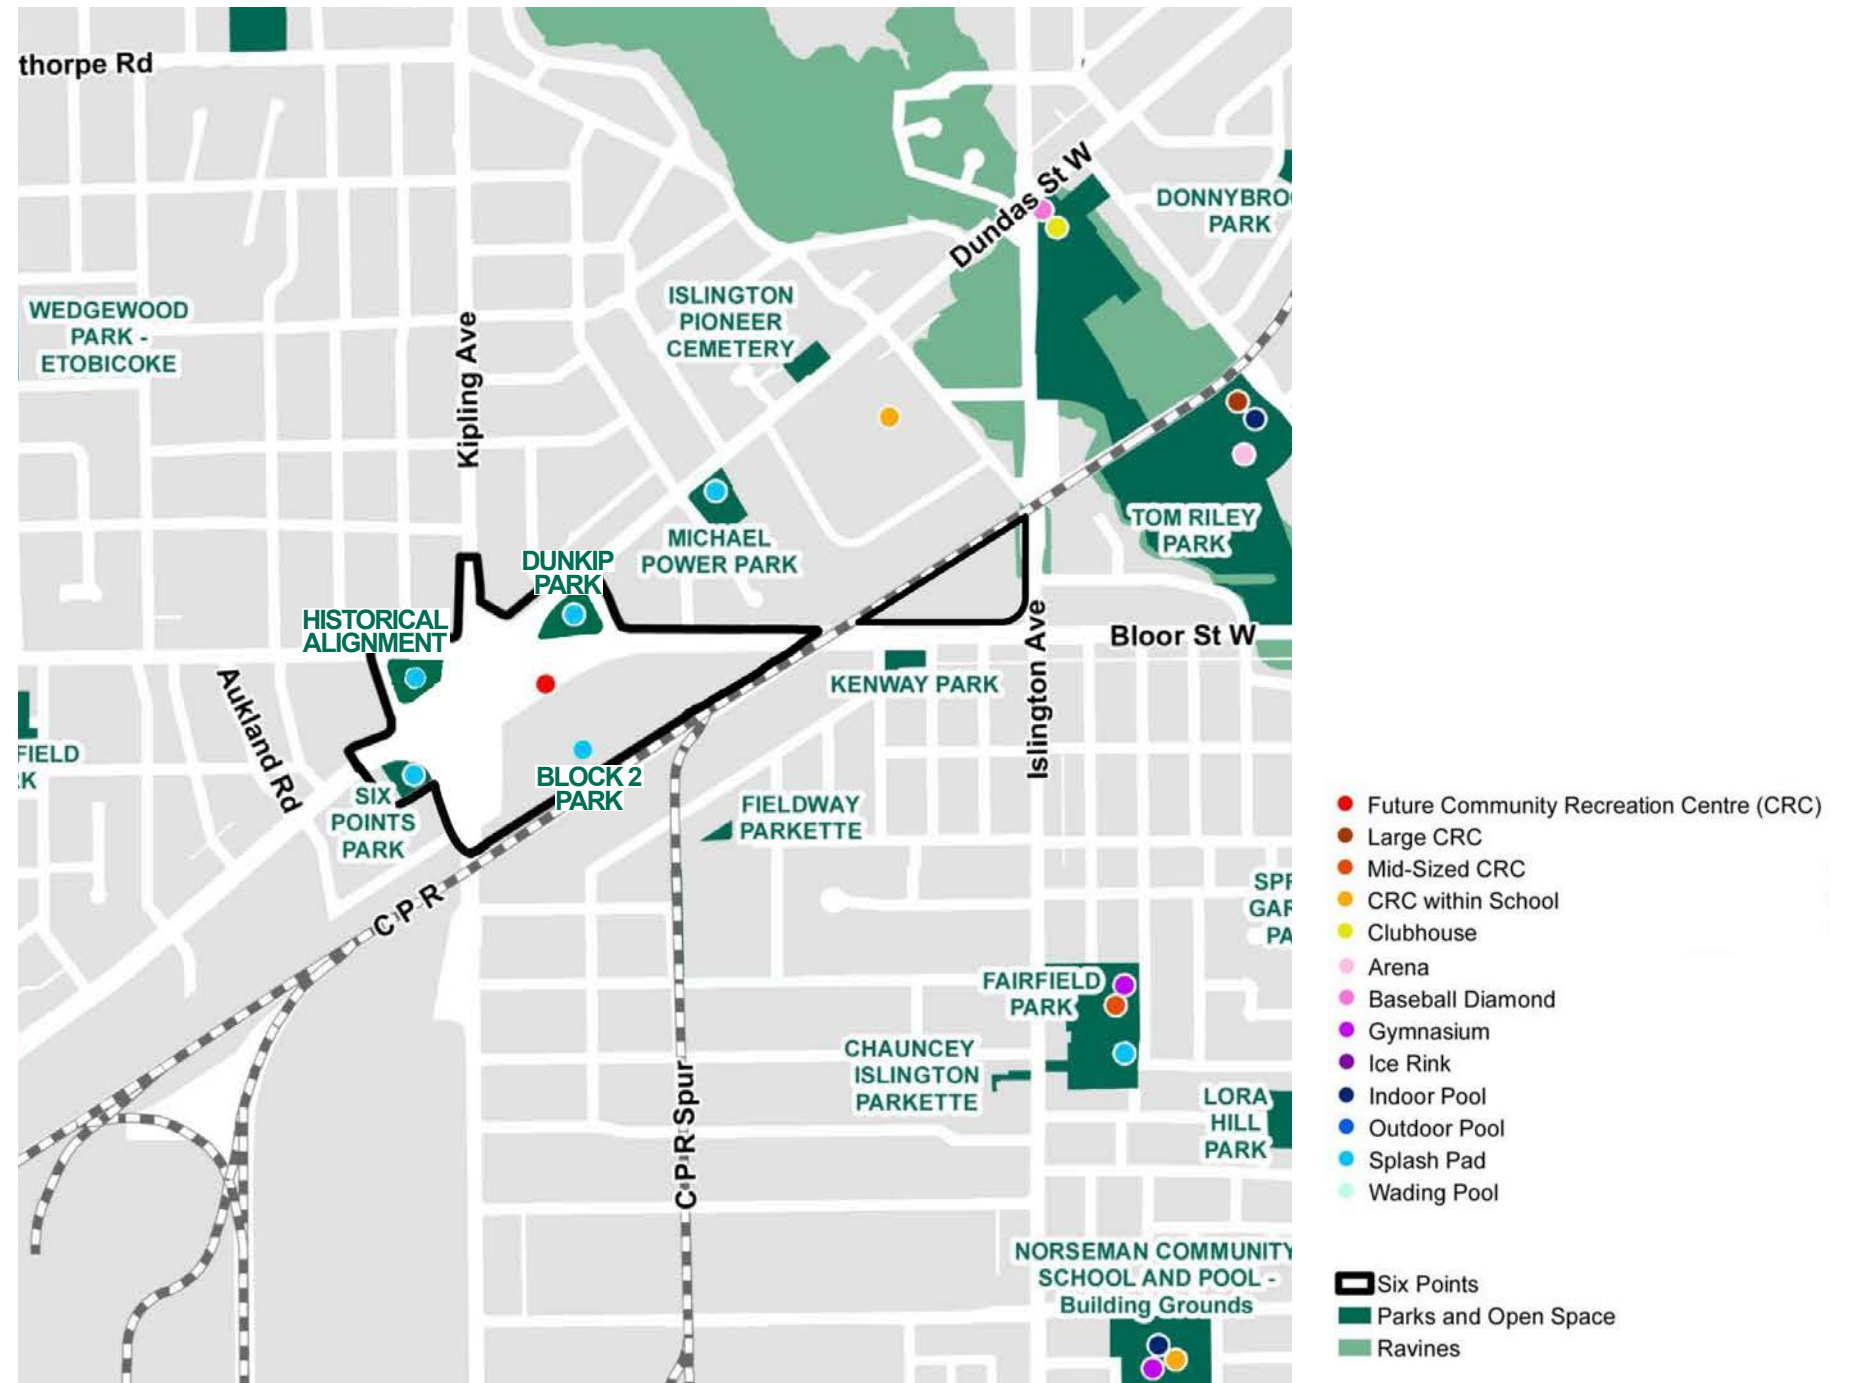 thorpe Rd
Dundas St W
DONNYBROO
PARK
WEDGEWOOD
PARK -
ETOBICOKE
Kipling Ave
ISLINGTON
PIONEER
CEMETERY
MICHAEL
POWER PARK
DUNKIP
PARK
TOM RILEY
PARK
HISTORICAL
ALIGNMENT
Bloor St W
Islington Ave
KENWAY PARK
Aukland Rd
FIELD
K
SIX
POINTS
PARK
BLOCK 2
PARK
FIELDWAY
PARKETTE
C P R
SPR
GAR
PA
FAIRFIELD
PARK
CHAUNCEY
ISLINGTON
PARKETTE
LORA
HILL
PARK
C P R Spur
NORSEMAN COMMUNITY
SCHOOL AND POOL -
Building Grounds
Future Community Recreation Centre (CRC)
Large CRC
Mid-Sized CRC
CRC within School
Clubhouse
Arena
Baseball Diamond
Gymnasium
Ice Rink
Indoor Pool
Outdoor Pool
Splash Pad
Wading Pool
Six Points
Parks and Open Space
Ravines